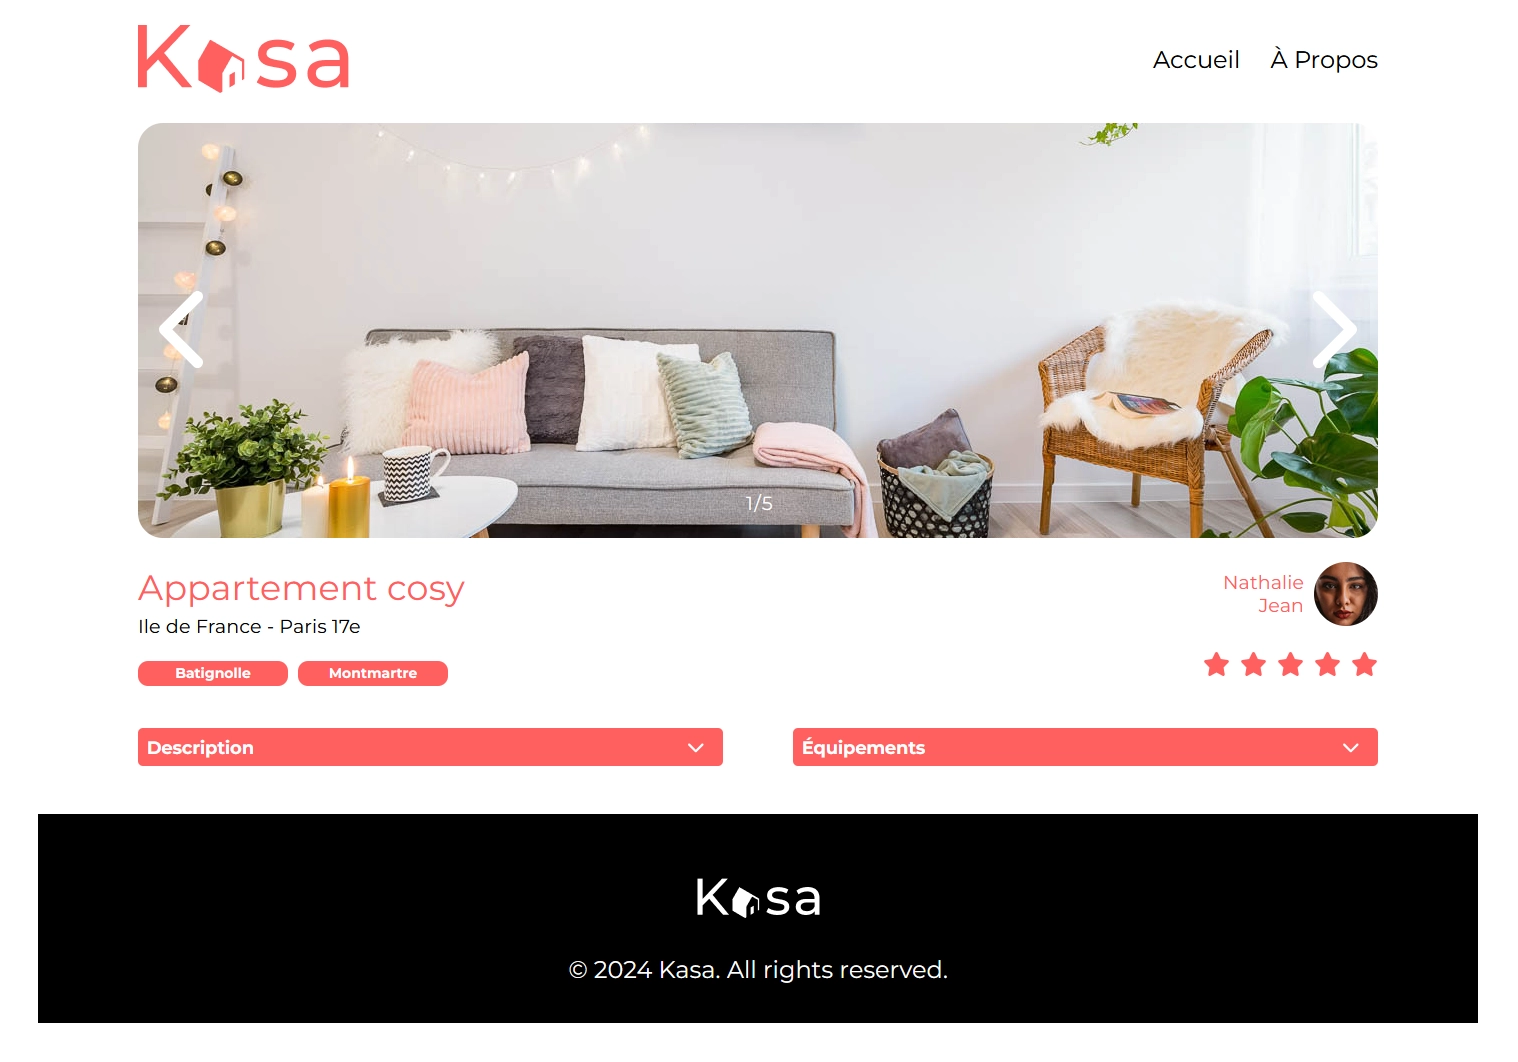 Kasa
Accueil À Propos
1/5
Appartement cosy
Ile de France - Paris 17e
Batignolle Montmartre
Nathalie
Jean
Description
Équipements
Kasa
© 2024 Kasa. All rights reserved.